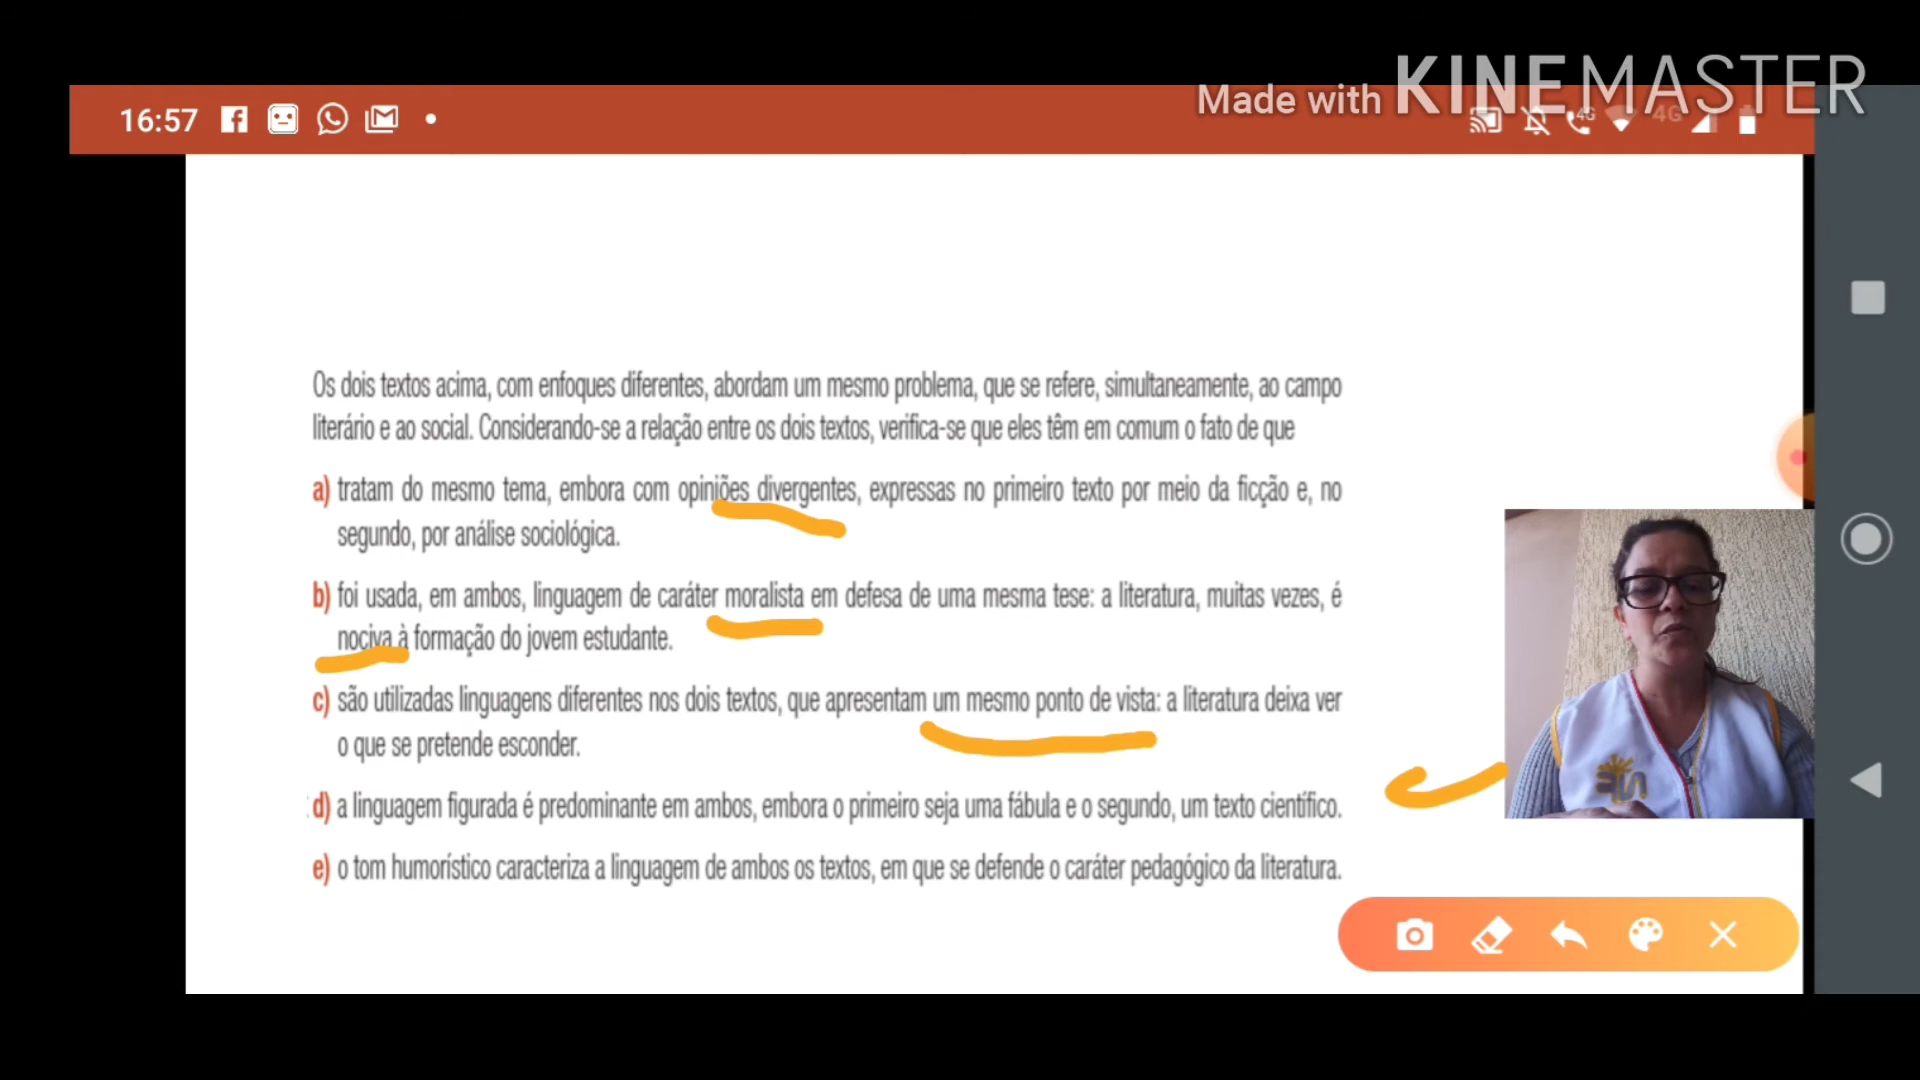 Made with KINEMASTER
16:57
4G
4G
Os dois textos acima, com enfoques diferentes, abordam um mesmo problema, que se refere, simultaneamente, ao campo
literário e ao social. Considerando-se a relação entre os dois textos, verifica-se que eles têm em comum o fato de que
a) tratam do mesmo tema, embora com opiniões divergentes, expressas no primeiro texto por meio da ficção e, no
segundo, por análise sociológica.
b) foi usada, em ambos, linguagem de caráter moralista em defesa de uma mesma tese: a literatura, muitas vezes, é
nociva à formação do jovem estudante.
c) são utilizadas linguagens diferentes nos dois textos, que apresentam um mesmo ponto de vista: a literatura deixa ver
o que se pretende esconder.
d) a linguagem figurada é predominante em ambos, embora o primeiro seja uma fábula e o segundo, um texto científico.
e) o tom humorístico caracteriza a linguagem de ambos os textos, em que se defende o caráter pedagógico da literatura.